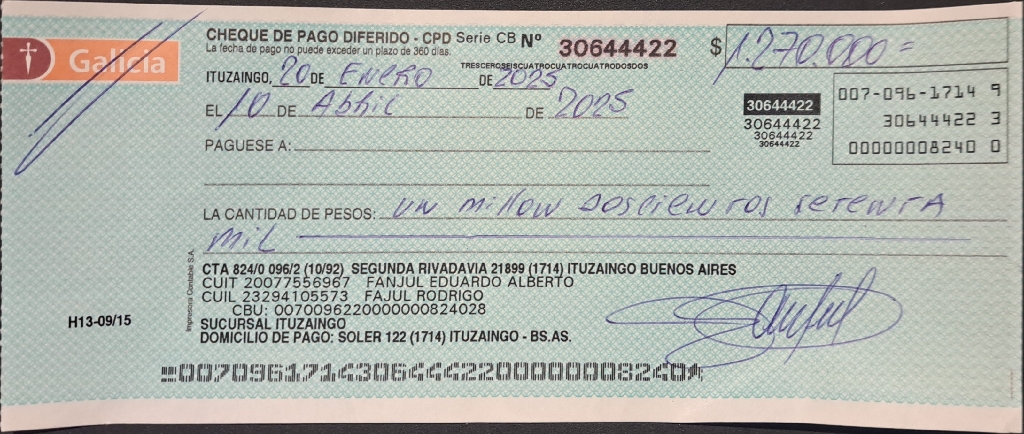 Galicia
CHEQUE DE PAGO DIFERIDO - CPD Serie CB Nº 30644422 $ 1.270.000=
La fecha de pago no puede exceder un plazo de 360 días.
TRESCEROSEISCUATROCUATROCUATRODOSDOS
ITUZAINGO, 20 DE ENERO DE 2025
EL 10 DE Abril DE 2025
007-096-1714 9
30644422 3
00000008240 0
30644422
30644422
30644422
30644422
PAGUESE A:
LA CANTIDAD DE PESOS: un millon doscientos setenta
mil
CTA 824/0 096/2 (10/92) SEGUNDA RIVADAVIA 21899 (1714) ITUZAINGO BUENOS AIRES
CUIT 20077556967 FANJUL EDUARDO ALBERTO
CUIL 23294105573 FAJUL RODRIGO
CBU: 0070096220000000824028
SUCURSAL ITUZAINGO
DOMICILIO DE PAGO: SOLER 122 (1714) ITUZAINGO - BS.AS.
Impresora Contable S.A.
H13-09/15
00709617143064442200000008240